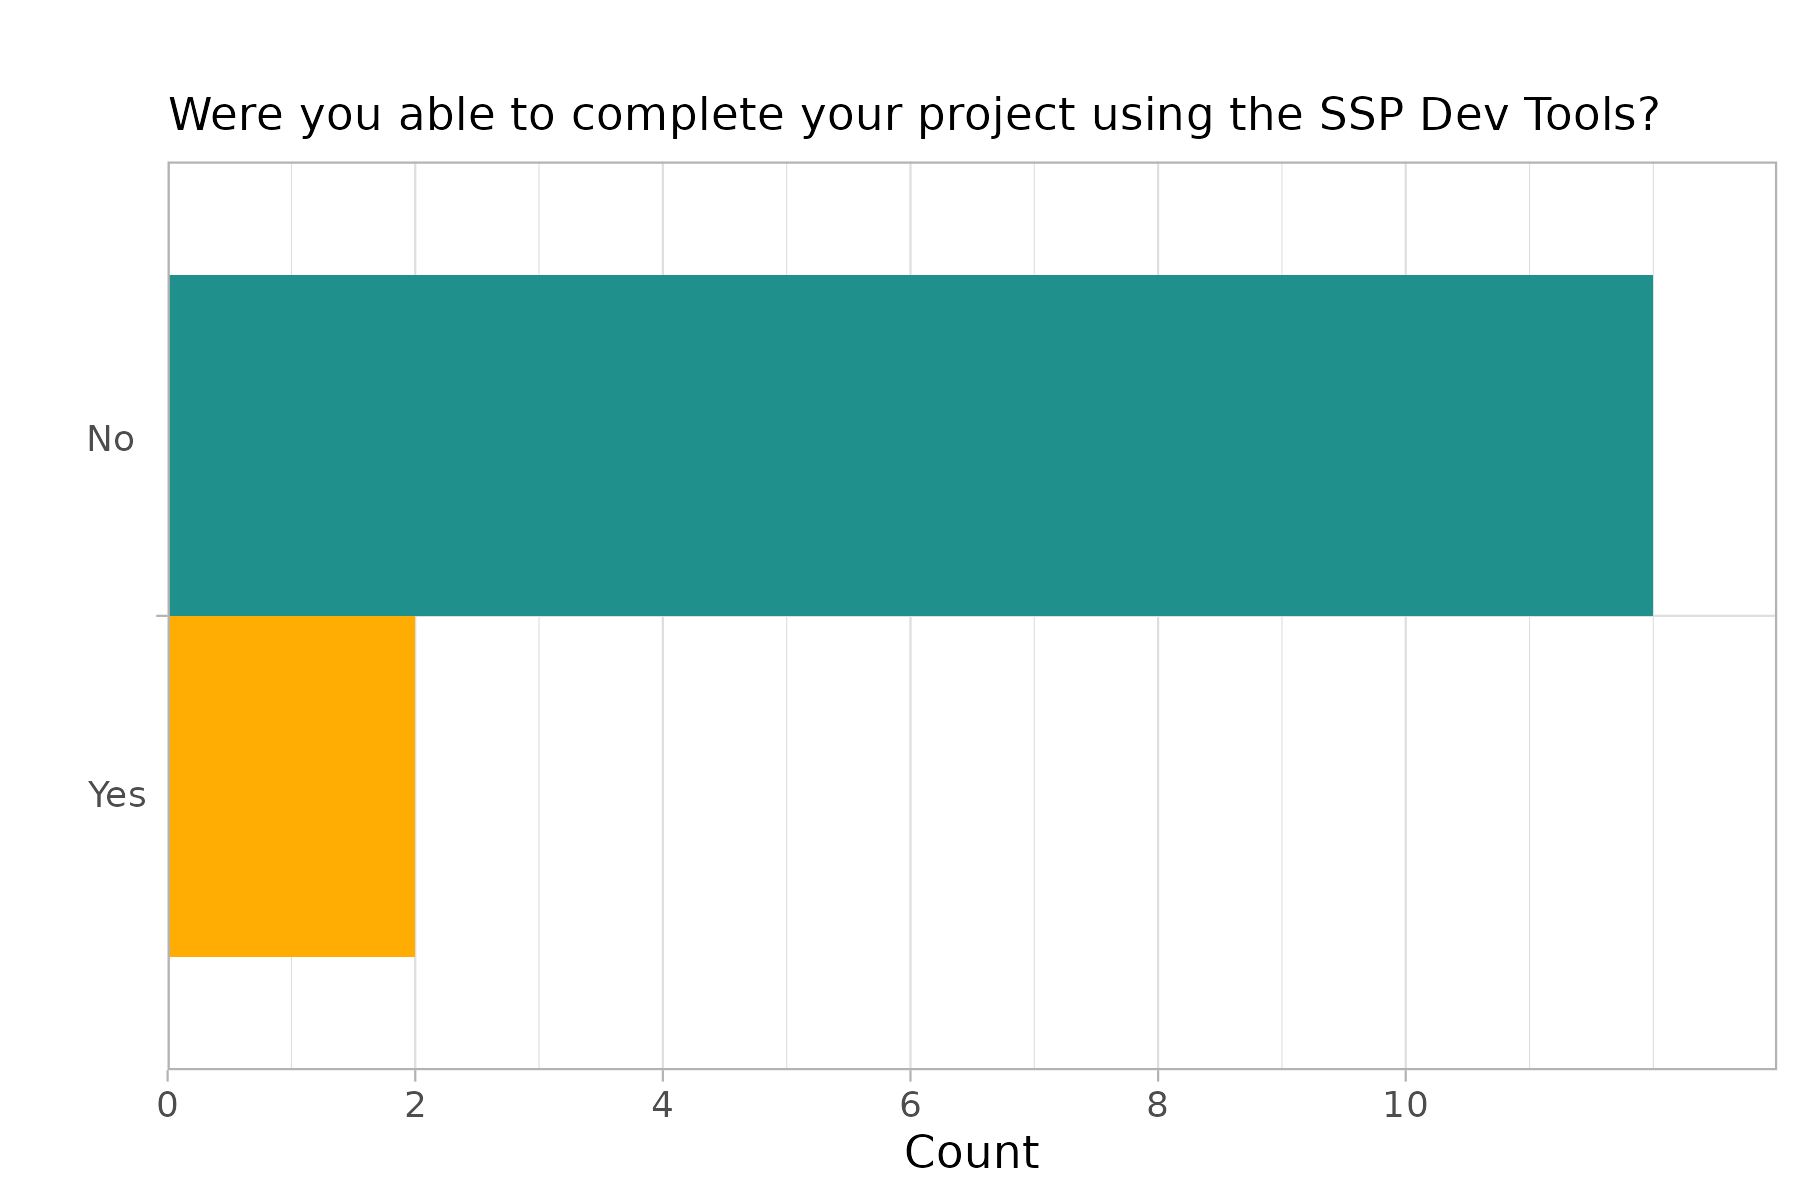 Were you able to complete your project using the SSP Dev Tools?
No
Yes
0 2 4 6 8 10
Count